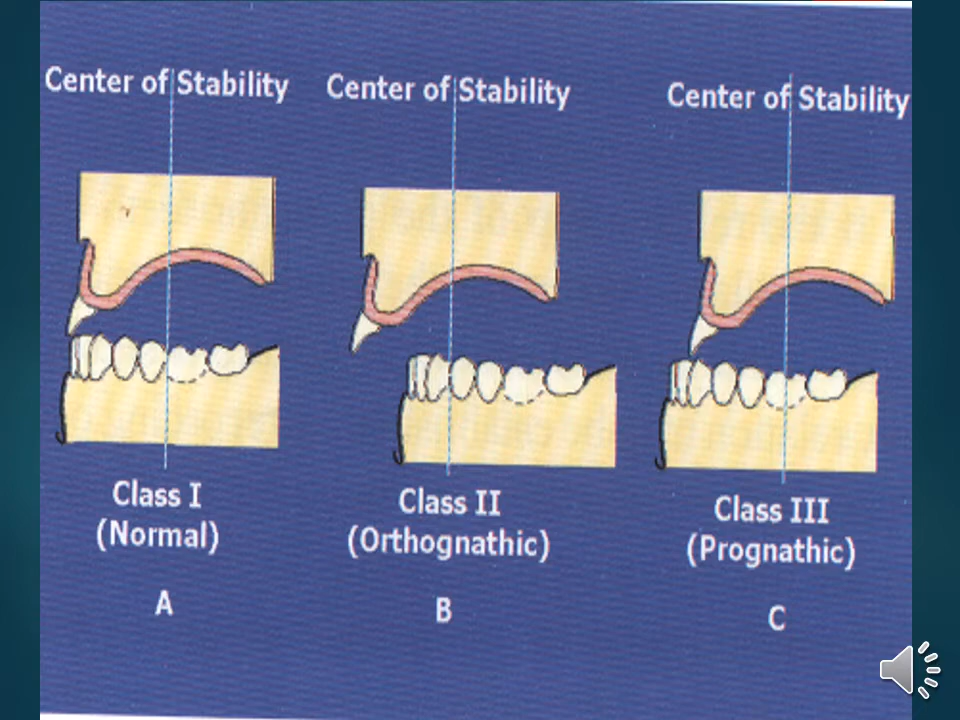 Center of Stability
Center of Stability
Center of Stability
Class I
(Normal)
A
Class II
(Orthognathic)
B
Class III
(Prognathic)
C